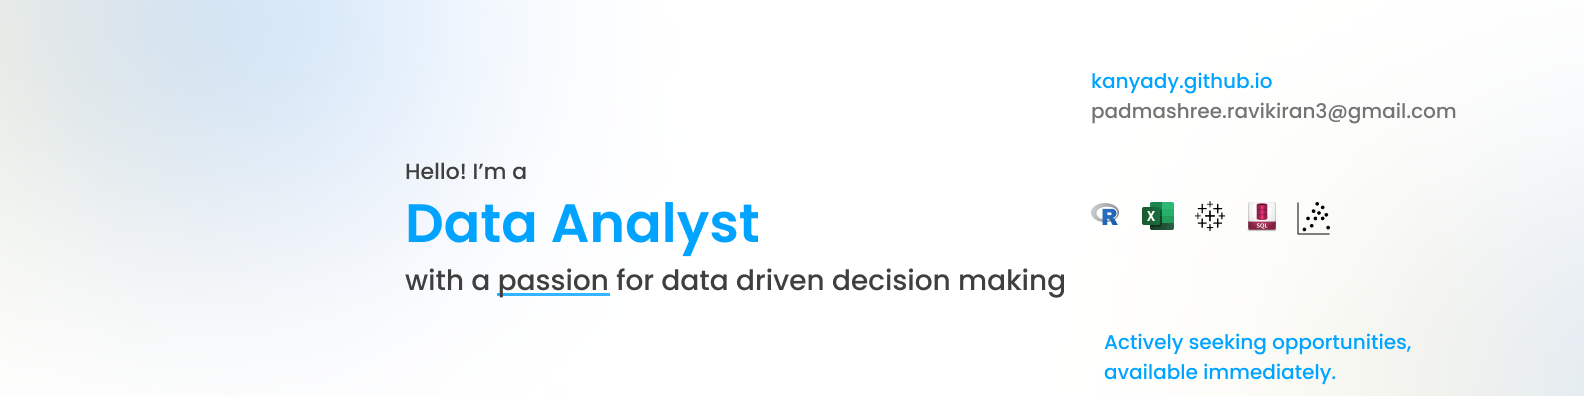 kanyady.github.io
padmashree.ravikiran3@gmail.com
Hello! I’m a
Data Analyst
with a passion for data driven decision making
R
X
SQL
Actively seeking opportunities,
available immediately.